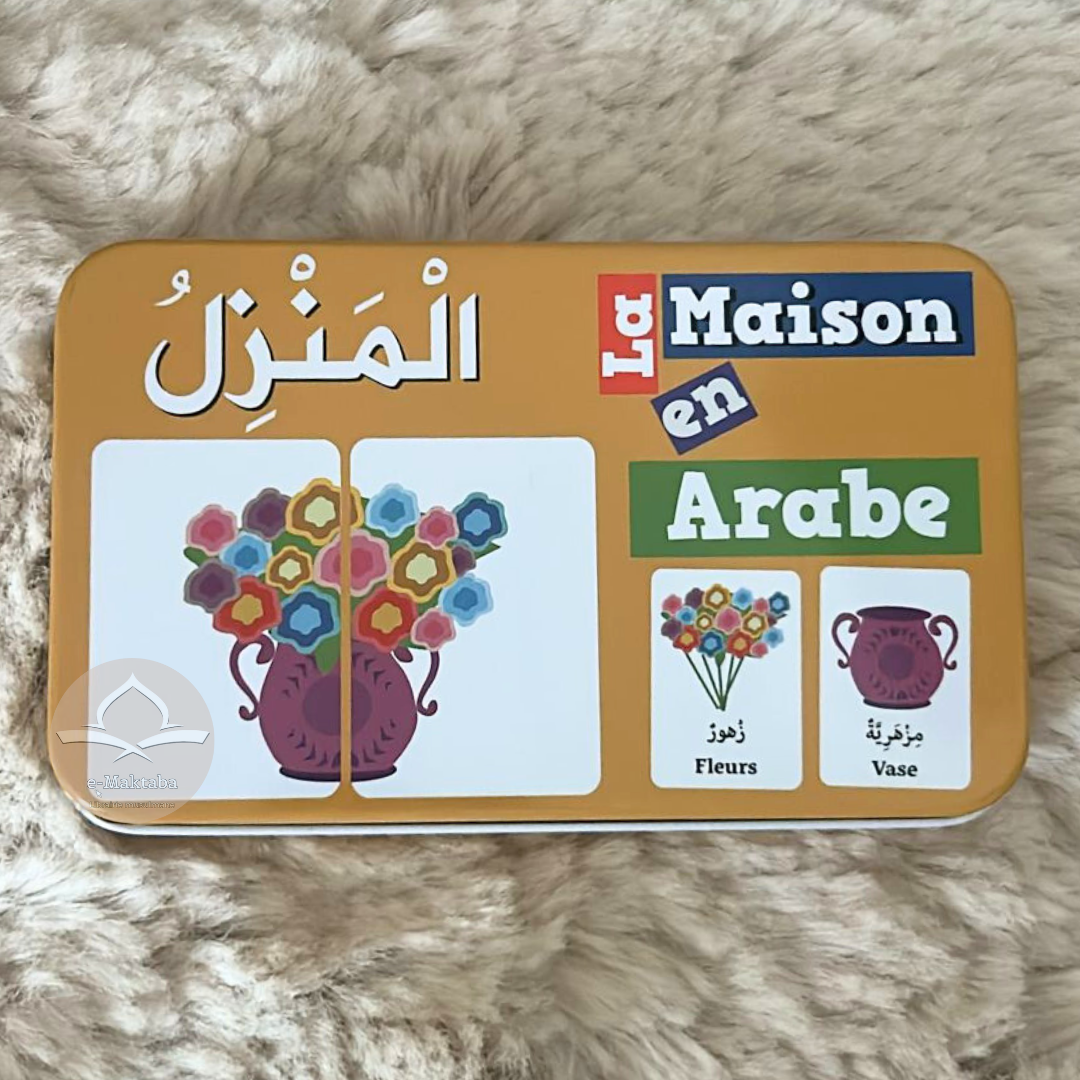 الْمَنْزِلُ
La Maison
en
Arabe
زُهورٌ
Fleurs
مِزْهَرِيَّةٌ
Vase
e-Maktaba